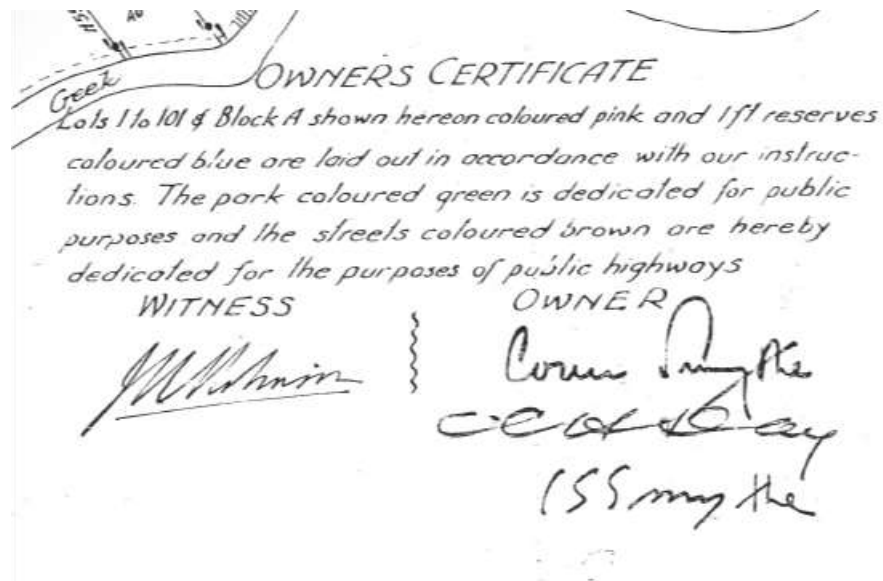 OWNERS CERTIFICATE
Creek
Lots 1 to 101 & Block A shown hereon coloured pink and 1 ft reserves
coloured blue are laid out in accordance with our instruc-
tions. The park coloured green is dedicated for public
purposes and the streets coloured brown are hereby
dedicated for the purposes of public highways
WITNESS OWNER
Smythe
Smythe